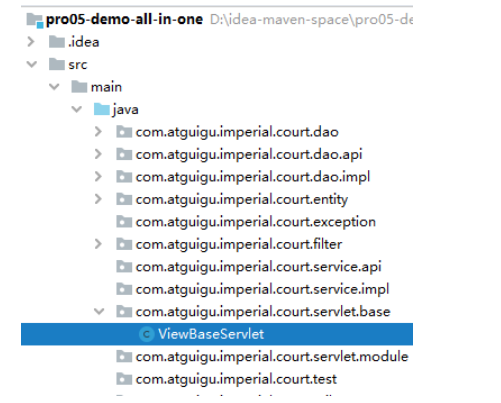 pro05-demo-all-in-one D:\idea-maven-space\pro05-de
.idea
src
main
java
com.atguigu.imperial.court.dao
com.atguigu.imperial.court.dao.api
com.atguigu.imperial.court.dao.impl
com.atguigu.imperial.court.entity
com.atguigu.imperial.court.exception
com.atguigu.imperial.court.filter
com.atguigu.imperial.court.service.api
com.atguigu.imperial.court.service.impl
com.atguigu.imperial.court.servlet.base
C ViewBaseServlet
com.atguigu.imperial.court.servlet.module
com.atguigu.imperial.court.test